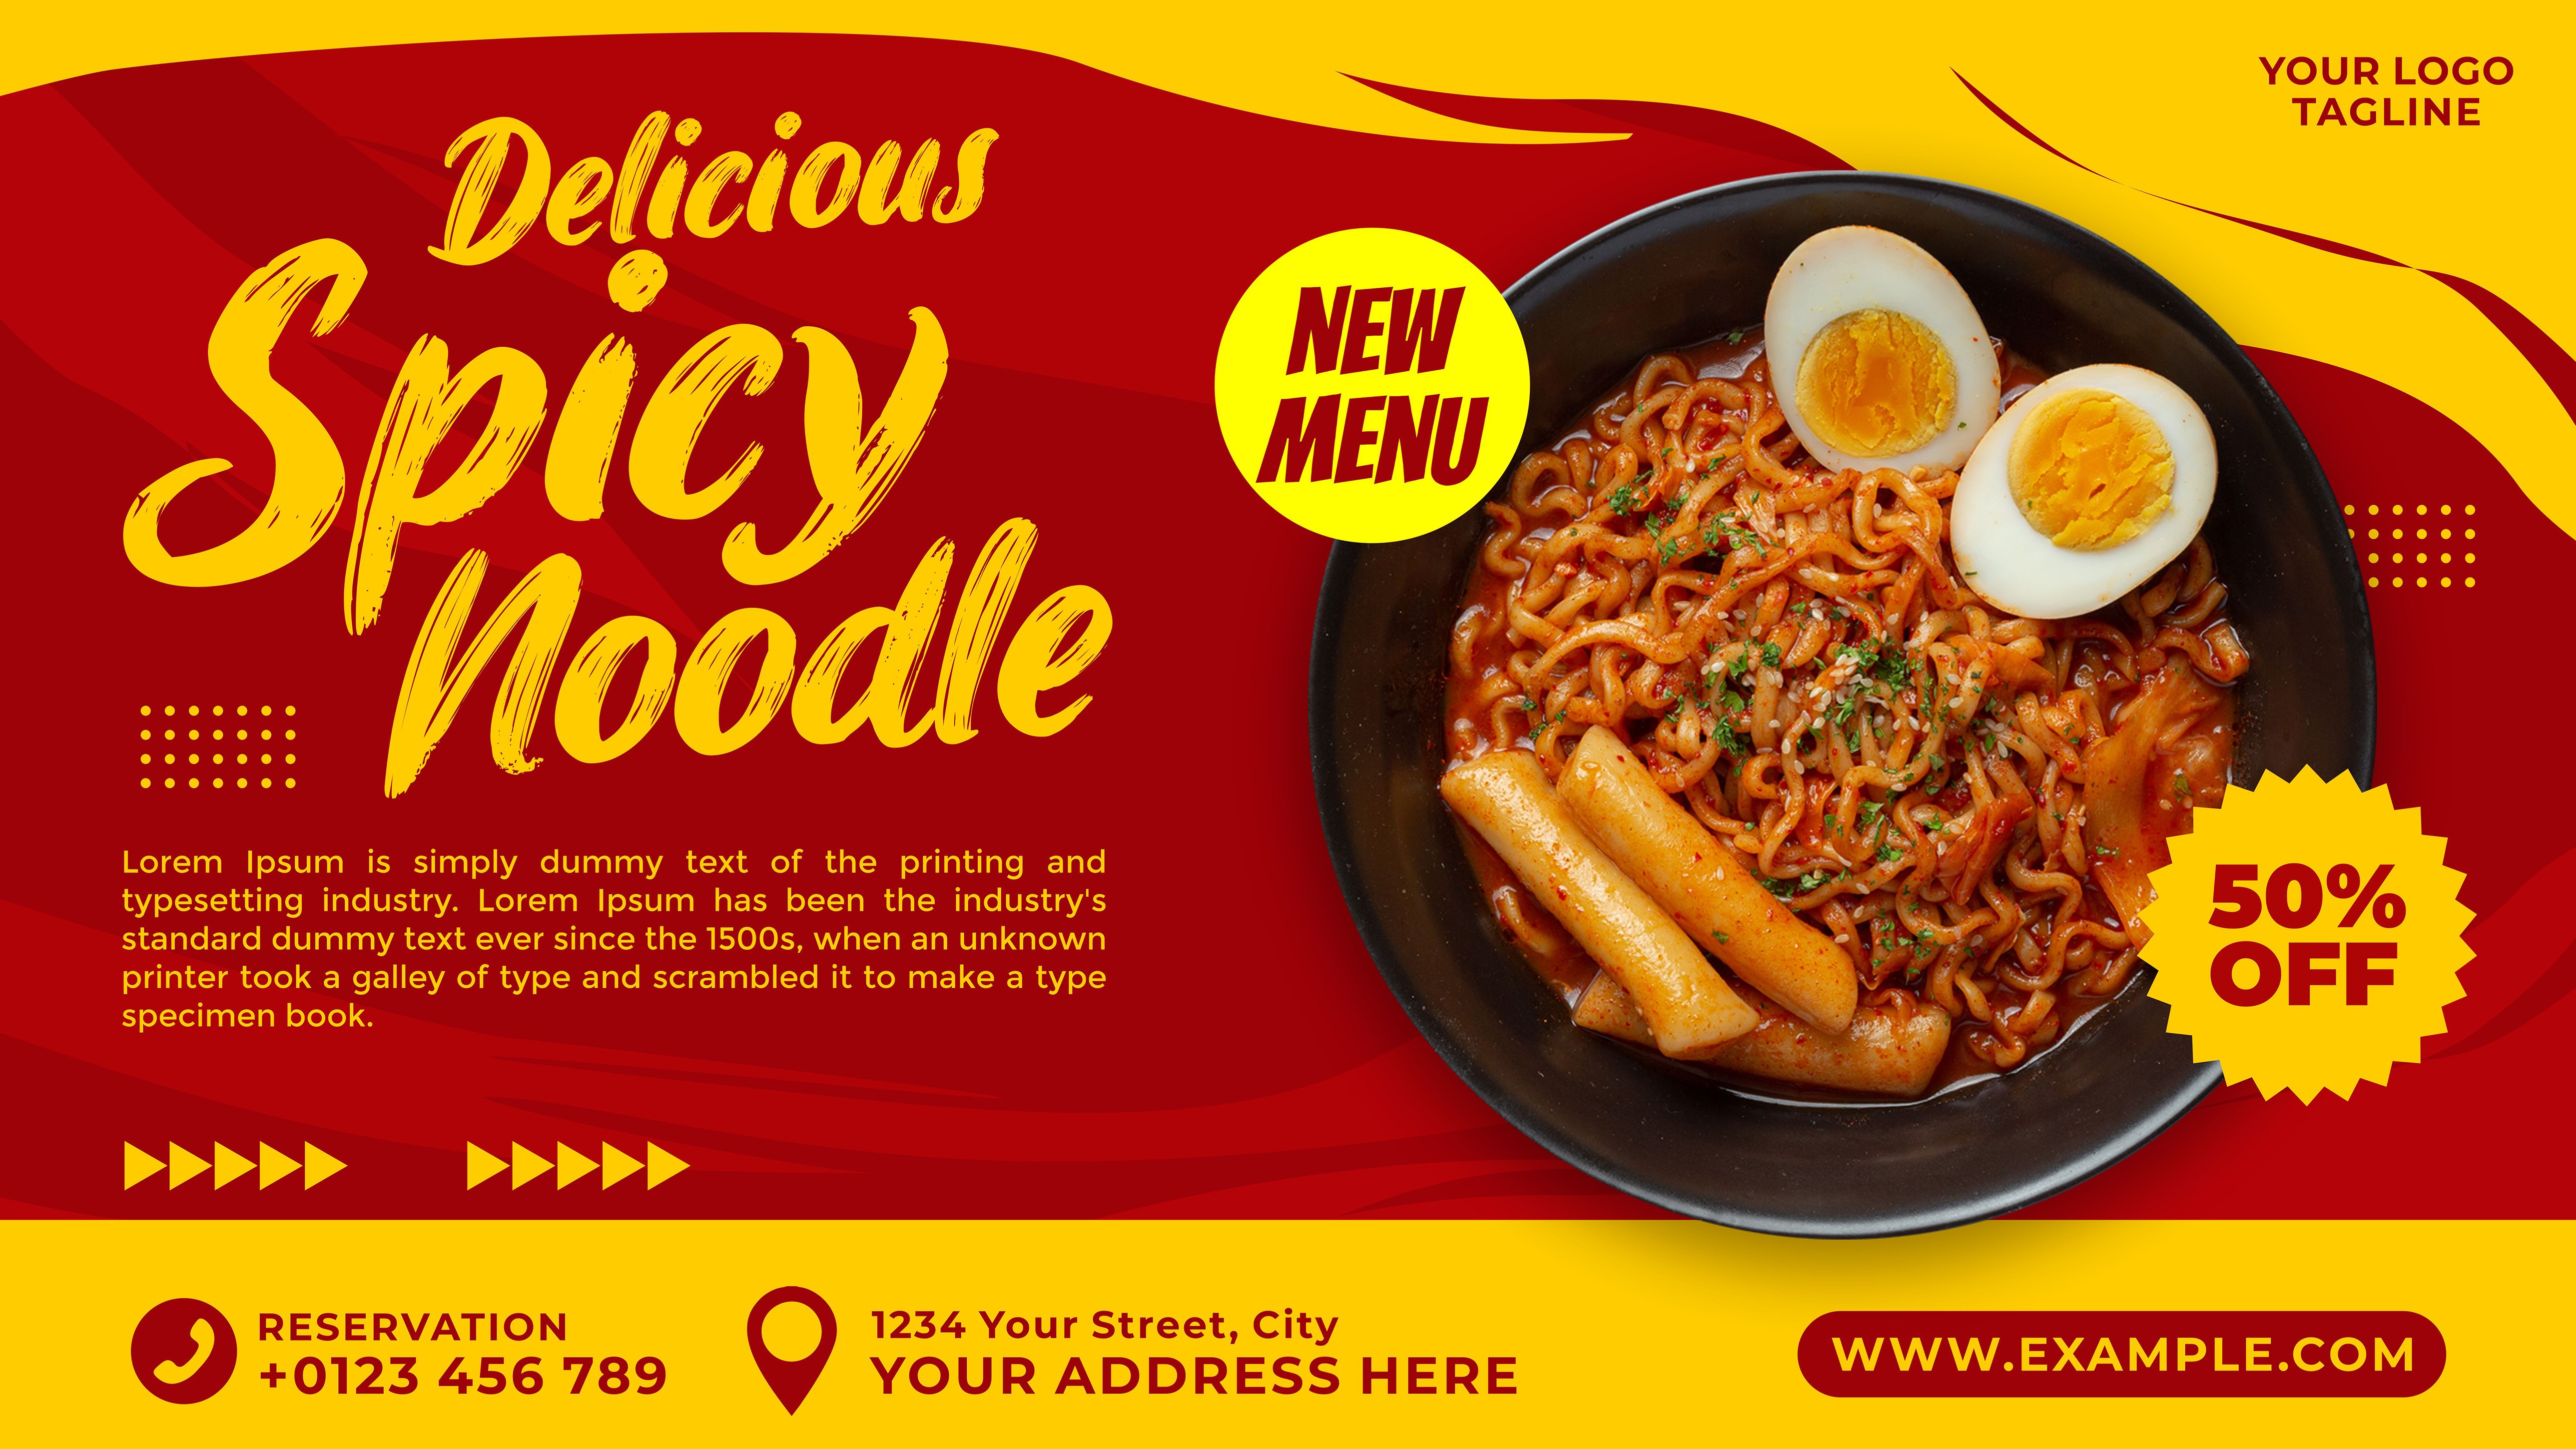 YOUR LOGO
TAGLINE
Delicious
Spicy
Noodle
NEW
MENU
Lorem Ipsum is simply dummy text of the printing and
typesetting industry. Lorem Ipsum has been the industry's
standard dummy text ever since the 1500s, when an unknown
printer took a galley of type and scrambled it to make a type
specimen book.
50%
OFF
RESERVATION
+0123 456 789
1234 Your Street, City
YOUR ADDRESS HERE
WWW.EXAMPLE.COM